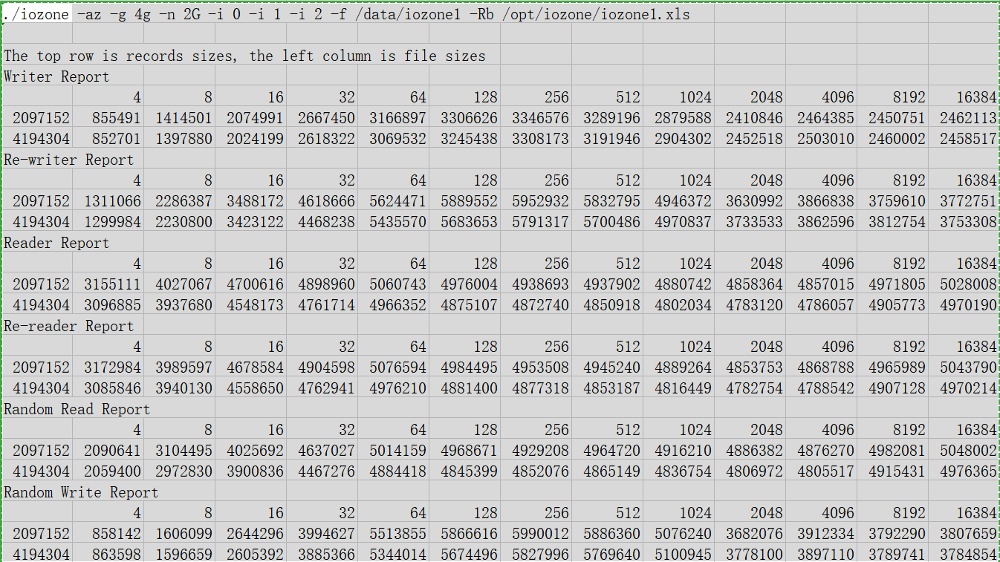 ./iozone -az -g 4g -n 2G -i 0 -i 1 -i 2 -f /data/iozone1 -Rb /opt/iozone/iozone1.xls
The top row is records sizes, the left column is file sizes
Writer Report
4 8 16 32 64 128 256 512 1024 2048 4096 8192 16384
2097152 855491 1414501 2074991 2667450 3166897 3306626 3346576 3289196 2879588 2410846 2464385 2450751 2462113
4194304 852701 1397880 2024199 2618322 3069532 3245438 3308173 3191946 2904302 2452518 2503010 2460002 2458517
Re-writer Report
4 8 16 32 64 128 256 512 1024 2048 4096 8192 16384
2097152 1311066 2286387 3488172 4618666 5624471 5889552 5952932 5832795 4946372 3630992 3866838 3759610 3772751
4194304 1299984 2230800 3423122 4468238 5435570 5683653 5791317 5700486 4970837 3733533 3862596 3812754 3753308
Reader Report
4 8 16 32 64 128 256 512 1024 2048 4096 8192 16384
2097152 3155111 4027067 4700616 4898960 5060743 4976004 4938693 4937902 4880742 4858364 4857015 4971805 5028008
4194304 3096885 3937680 4548173 4761714 4966352 4875107 4872740 4850918 4802034 4783120 4786057 4905773 4970190
Re-reader Report
4 8 16 32 64 128 256 512 1024 2048 4096 8192 16384
2097152 3172984 3989597 4678584 4904598 5076594 4984495 4953508 4945240 4889264 4853753 4868788 4965989 5043790
4194304 3085846 3940130 4558650 4762941 4976210 4881400 4877318 4853187 4816449 4782754 4788542 4907128 4970214
Random Read Report
4 8 16 32 64 128 256 512 1024 2048 4096 8192 16384
2097152 2090641 3104495 4025692 4637027 5014159 4968671 4929208 4964720 4916210 4886382 4876270 4982081 5048002
4194304 2059400 2972830 3900836 4467276 4884418 4845399 4852076 4865149 4836754 4806972 4805517 4915431 4976365
Random Write Report
4 8 16 32 64 128 256 512 1024 2048 4096 8192 16384
2097152 858142 1606099 2644296 3994627 5513855 5866616 5990012 5886360 5076240 3682076 3912334 3792290 3807659
4194304 863598 1596659 2605392 3885366 5344014 5674496 5827996 5769640 5100945 3778100 3897110 3789741 3784854